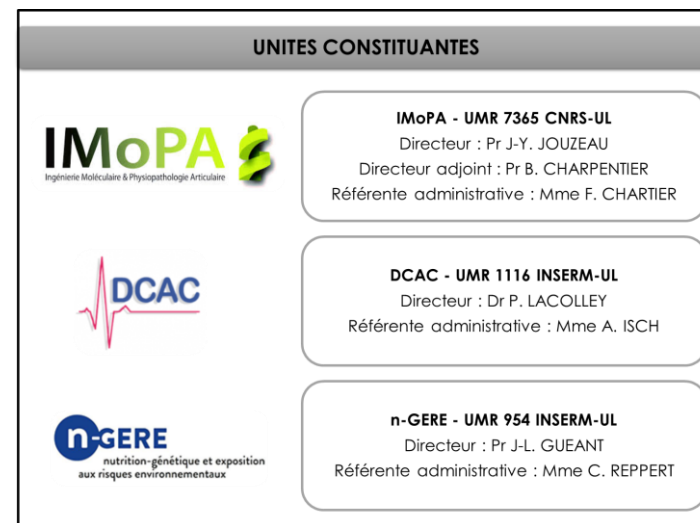 UNITES CONSTITUANTES
IMoPA
Ingénierie Moléculaire & Physiopathologie Articulaire
IMoPA - UMR 7365 CNRS-UL
Directeur : Pr J-Y. JOUZEAU
Directeur adjoint : Pr B. CHARPENTIER
Référente administrative : Mme F. CHARTIER
DCAC
DCAC - UMR 1116 INSERM-UL
Directeur : Dr P. LACOLLEY
Référente administrative : Mme A. ISCH
n-GERE
nutrition-génétique et exposition
aux risques environnementaux
n-GERE - UMR 954 INSERM-UL
Directeur : Pr J-L. GUEANT
Référente administrative : Mme C. REPPERT